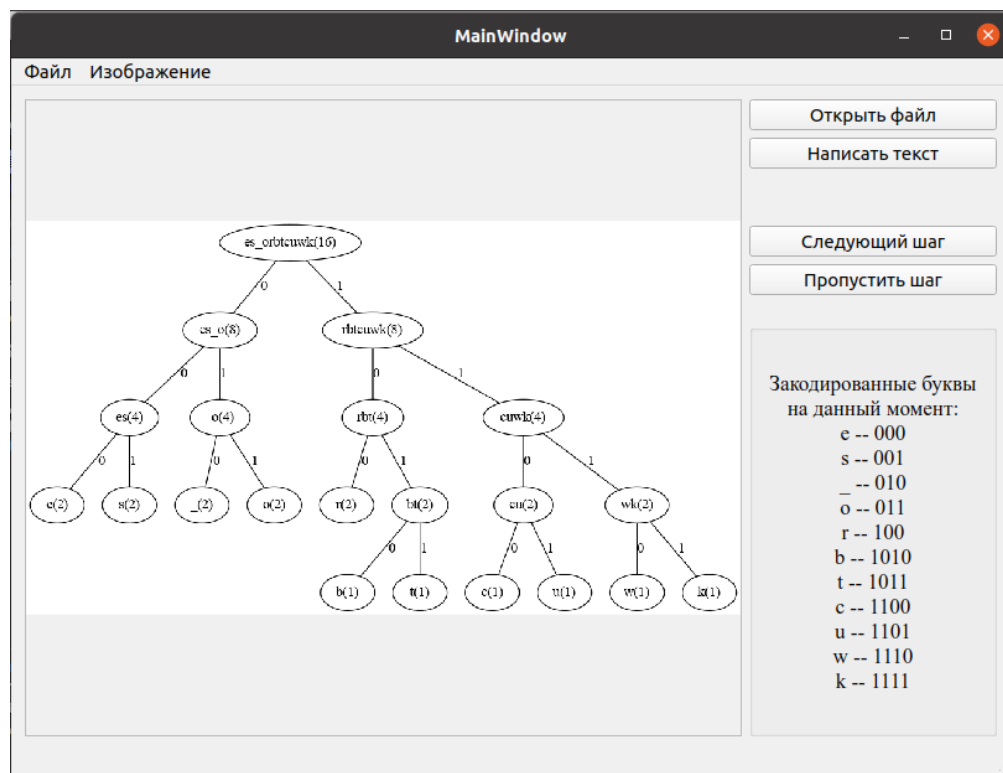 MainWindow
Файл Изображение
Открыть файл
Написать текст
Следующий шаг
Пропустить шаг
es_orbtcuwk(16)
0 1
es_o(8) rbtcuwk(8)
0 1 0 1
es(4) _o(4) rbt(4) cuwk(4)
0 1 0 1 0 1 0 1
e(2) s(2) _(2) o(2) r(2) bt(2) cu(2) wk(2)
0 1 0 1 0 1
b(1) t(1) c(1) u(1) w(1) k(1)
Закодированные буквы
на данный момент:
e -- 000
s -- 001
_ -- 010
o -- 011
r -- 100
b -- 1010
t -- 1011
c -- 1100
u -- 1101
w -- 1110
k -- 1111